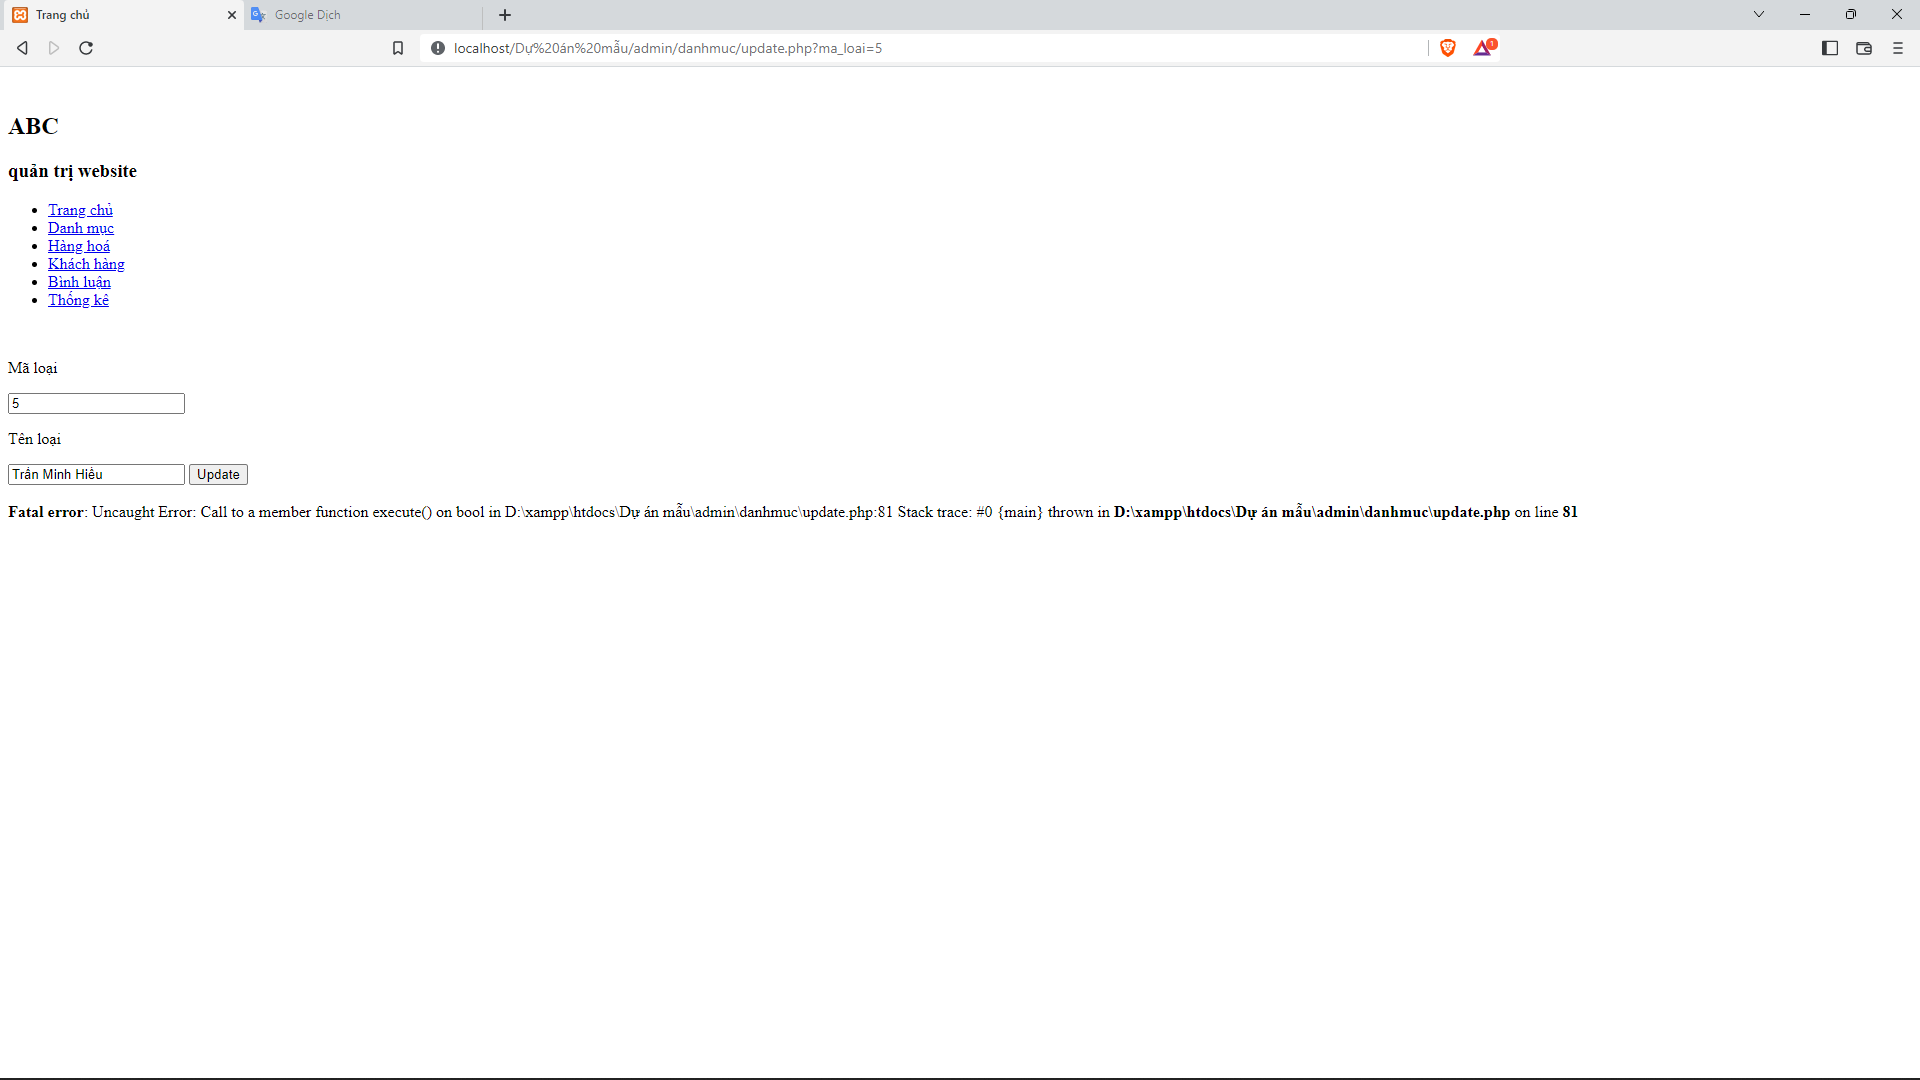 Trang chủ
Google Dịch
localhost/Dự%20án%20mẫu/admin/danhmuc/update.php?ma_loai=5
1
ABC
quản trị website
Trang chủ
Danh mục
Hàng hoá
Khách hàng
Bình luận
Thống kê
Mã loại
5
Tên loại
Trần Minh Hiếu Update
Fatal error: Uncaught Error: Call to a member function execute() on bool in D:\xampp\htdocs\Dự án mẫu\admin\danhmuc\update.php:81 Stack trace: #0 {main} thrown in D:\xampp\htdocs\Dự án mẫu\admin\danhmuc\update.php on line 81